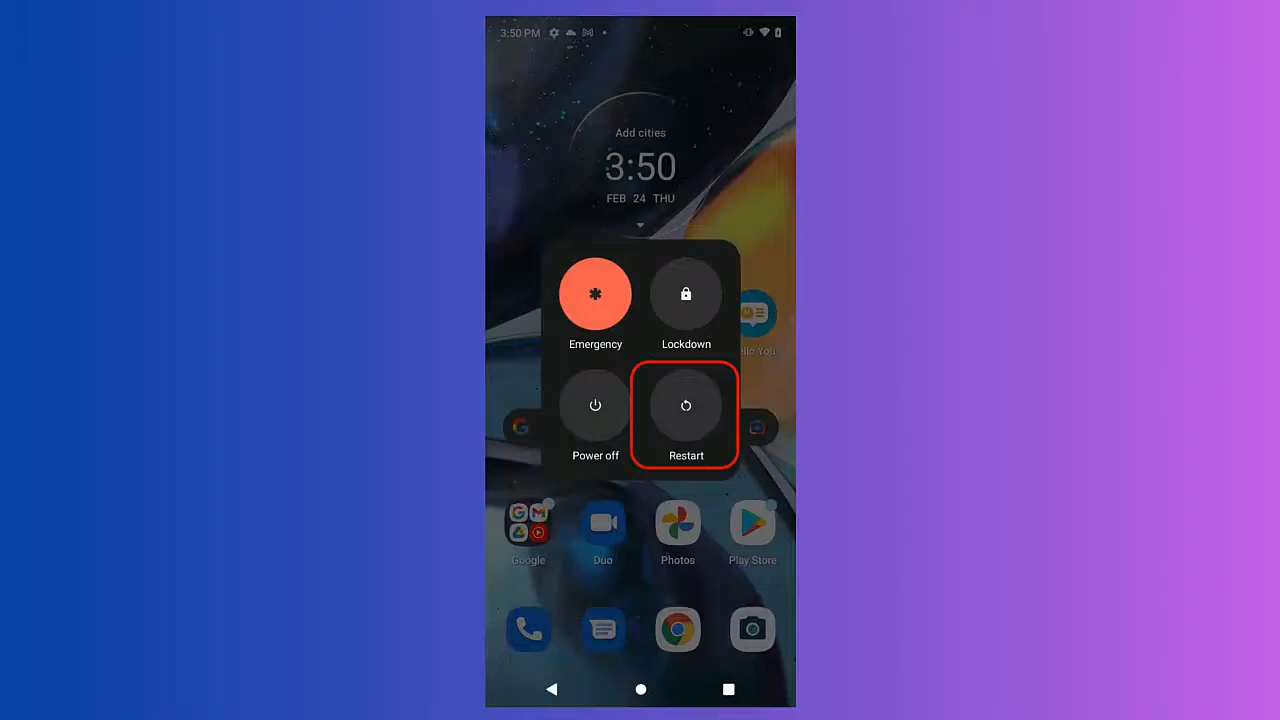 3:50 PM
Add cities
3:50
FEB 24 THU
Emergency
Lockdown
Power off
Restart
Google
Duo
Photos
Play Store